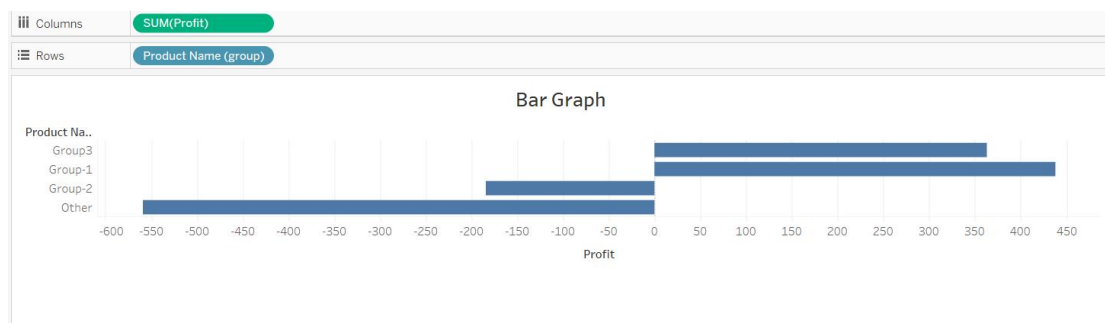 Columns SUM(Profit)
Rows Product Name (group)
Bar Graph
Product Na..
Group3
Group-1
Group-2
Other
-600 -550 -500 -450 -400 -350 -300 -250 -200 -150 -100 -50 0 50 100 150 200 250 300 350 400 450
Profit